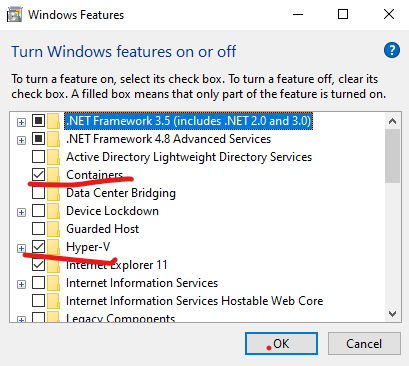 Windows Features
Turn Windows features on or off
To turn a feature on, select its check box. To turn a feature off, clear its
check box. A filled box means that only part of the feature is turned on.
.NET Framework 3.5 (includes .NET 2.0 and 3.0)
.NET Framework 4.8 Advanced Services
Active Directory Lightweight Directory Services
Containers
Data Center Bridging
Device Lockdown
Guarded Host
Hyper-V
Internet Explorer 11
Internet Information Services
Internet Information Services Hostable Web Core
Legacy Components
OK
Cancel